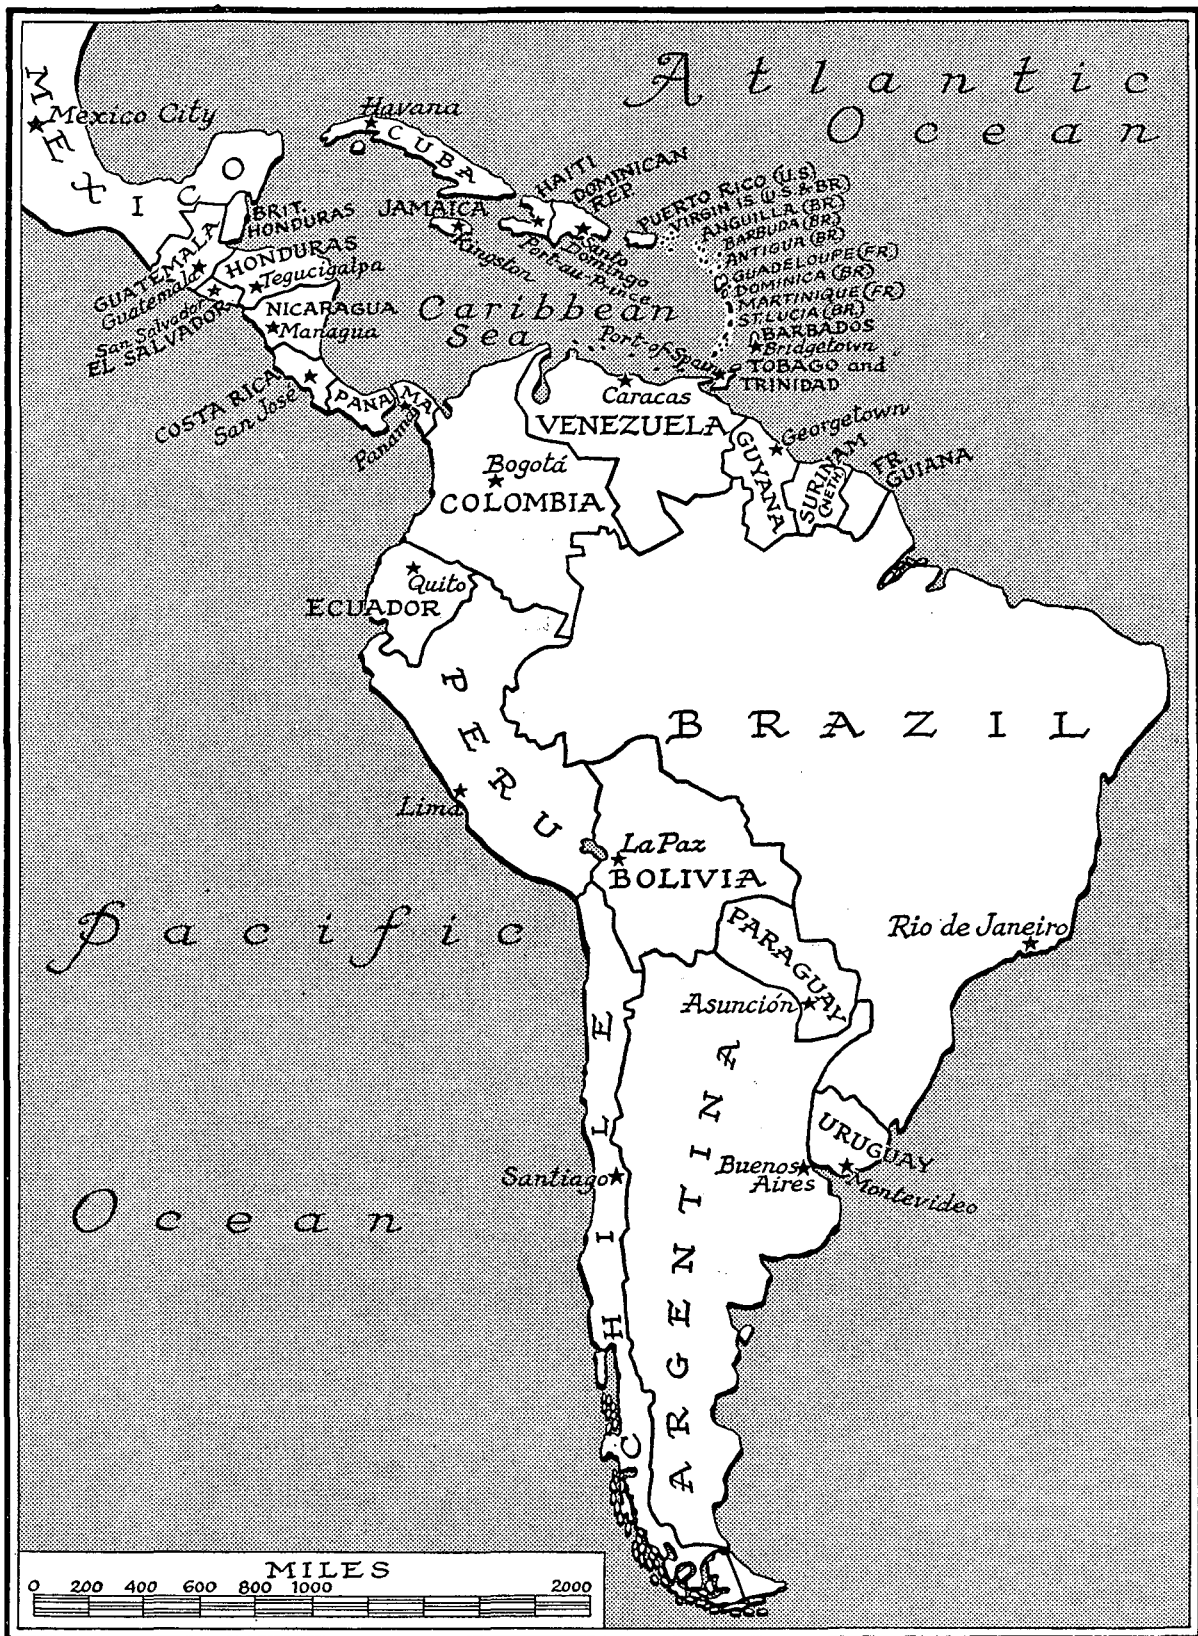 Atlantic
Ocean
MEXICO
Mexico City
Havana
CUBA
HAITI
DOMINICAN
REP.
JAMAICA
Kingston
Port-au-Prince
Santo
Domingo
PUERTO RICO (U.S)
VIRGIN IS (U.S.& BR)
ANGUILLA (BR)
BARBUDA (BR)
ANTIGUA (BR)
GUADELOUPE (FR)
DOMINICA (BR)
MARTINIQUE (FR)
ST. LUCIA (BR)
BARBADOS
Bridgetown
TOBAGO and
TRINIDAD
Port-of-Spain
BRIT.
HONDURAS
GUATEMALA
Guatemala
HONDURAS
Tegucigalpa
San Salvador
EL SALVADOR
NICARAGUA
Managua
Caribbean
Sea
COSTA RICA
San José
PANAMA
Panama
Caracas
VENEZUELA
Georgetown
GUYANA
SURINAM
(NETH)
FR.
GUIANA
Bogotá
COLOMBIA
Quito
ECUADOR
PERU
Lima
BRAZIL
La Paz
BOLIVIA
Rio de Janeiro
PARAGUAY
Asunción
Pacific
Ocean
CHILE
Santiago
ARGENTINA
Buenos
Aires
URUGUAY
Montevideo
MILES
0 200 400 600 800 1000 2000